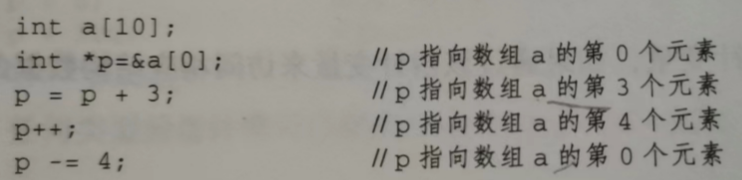 int a[10];
int *p=&a[0]; //p 指向数组 a 的第 0 个元素
p = p + 3; //p 指向数组 a 的第 3 个元素
p++; //p 指向数组 a 的第 4 个元素
p -= 4; //p 指向数组 a 的第 0 个元素